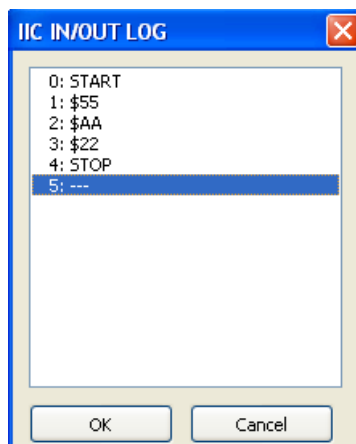 IIC IN/OUT LOG
0: START
1: $55
2: $AA
3: $22
4: STOP
5: ---
OK Cancel